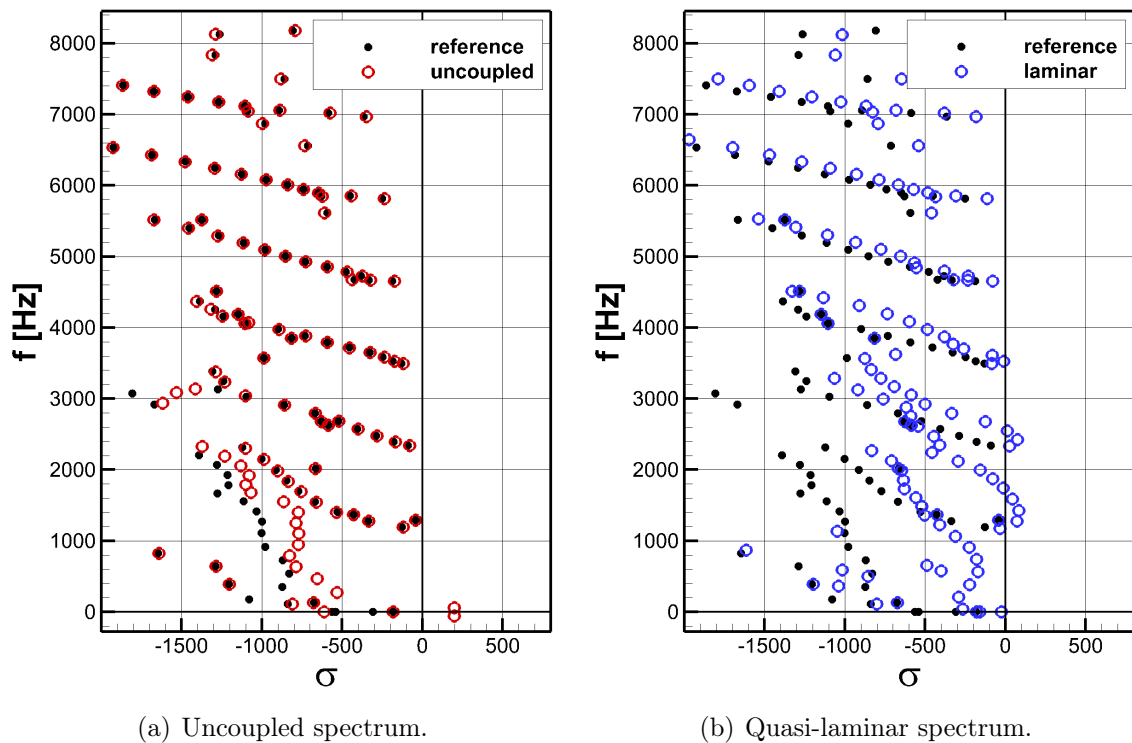 reference
uncoupled
8000
7000
6000
5000
4000
3000
2000
1000
0
f [Hz]
-1500 -1000 -500 0 500
σ
(a) Uncoupled spectrum.
reference
laminar
8000
7000
6000
5000
4000
3000
2000
1000
0
f [Hz]
-1500 -1000 -500 0 500
σ
(b) Quasi-laminar spectrum.